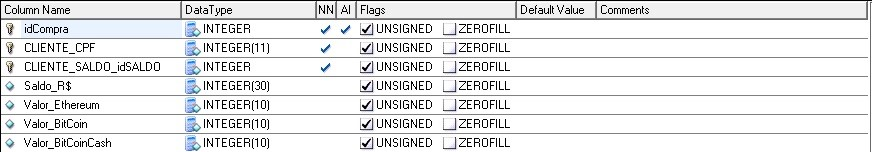 Column Name DataType NN AI Flags Default Value Comments
idCompra INTEGER UNSIGNED ZEROFILL
CLIENTE_CPF INTEGER(11) UNSIGNED ZEROFILL
CLIENTE_SALDO_idSALDO INTEGER UNSIGNED ZEROFILL
Saldo_R$ INTEGER(30) UNSIGNED ZEROFILL
Valor_Ethereum INTEGER(10) UNSIGNED ZEROFILL
Valor_BitCoin INTEGER(10) UNSIGNED ZEROFILL
Valor_BitCoinCash INTEGER(10) UNSIGNED ZEROFILL